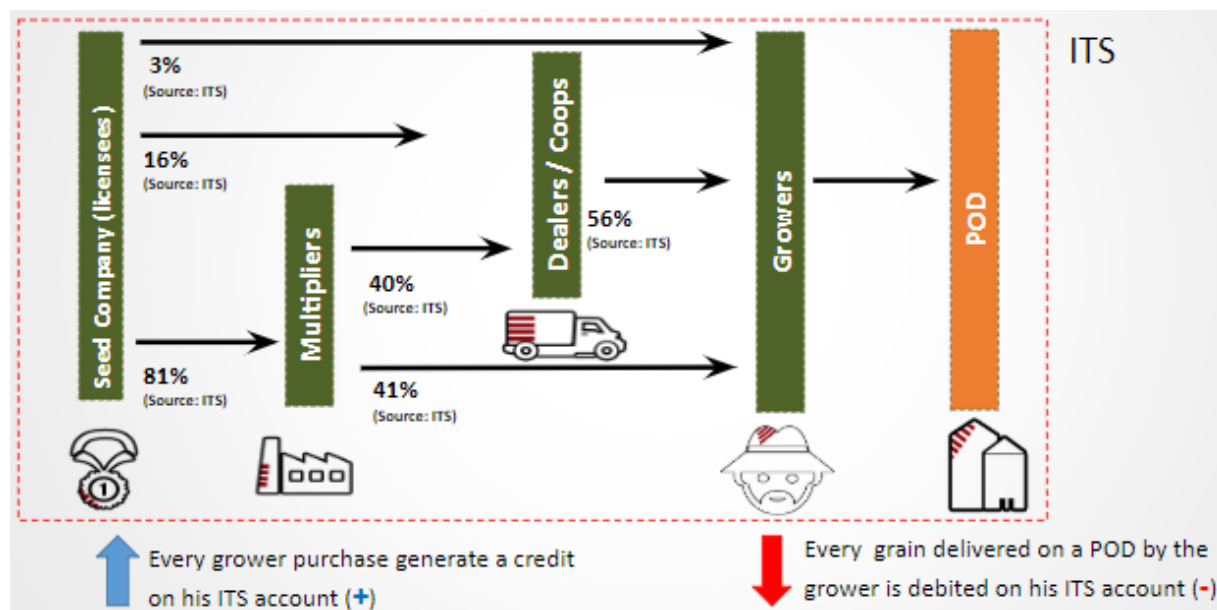 ITS
3%
(Source: ITS)
16%
(Source: ITS)
Seed Company (licensees)
81%
(Source: ITS)
Multipliers
40%
(Source: ITS)
41%
(Source: ITS)
Dealers / Coops
56%
(Source: ITS)
Growers
POD
1
Every grower purchase generate a credit
on his ITS account (+)
Every grain delivered on a POD by the
grower is debited on his ITS account (-)